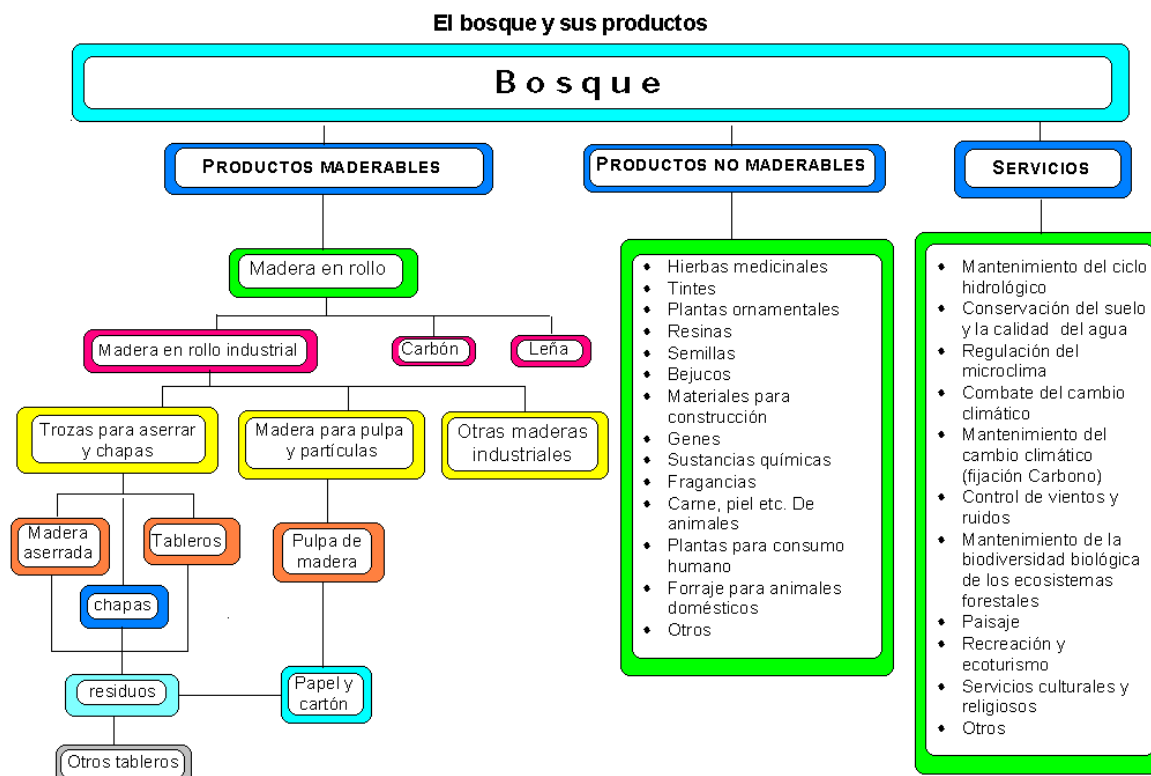 El bosque y sus productos
Bosque
PRODUCTOS MADERABLES
PRODUCTOS NO MADERABLES
SERVICIOS
Madera en rollo
Madera en rollo industrial
Carbón
Leña
Trozas para aserrar
y chapas
Madera para pulpa
y partículas
Otras maderas
industriales
Madera
aserrada
Tableros
Pulpa de
madera
chapas
residuos
Papel y
cartón
Otros tableros
Hierbas medicinales
Tintes
Plantas ornamentales
Resinas
Semillas
Bejucos
Materiales para
construcción
Genes
Sustancias químicas
Fragancias
Carne, piel etc. De
animales
Plantas para consumo
humano
Forraje para animales
domésticos
Otros
Mantenimiento del ciclo
hidrológico
Conservación del suelo
y la calidad del agua
Regulación del
microclima
Combate del cambio
climático
Mantenimiento del
cambio climático
(fijación Carbono)
Control de vientos y
ruidos
Mantenimiento de la
biodiversidad biológica
de los ecosistemas
forestales
Paisaje
Recreación y
ecoturismo
Servicios culturales y
religiosos
Otros